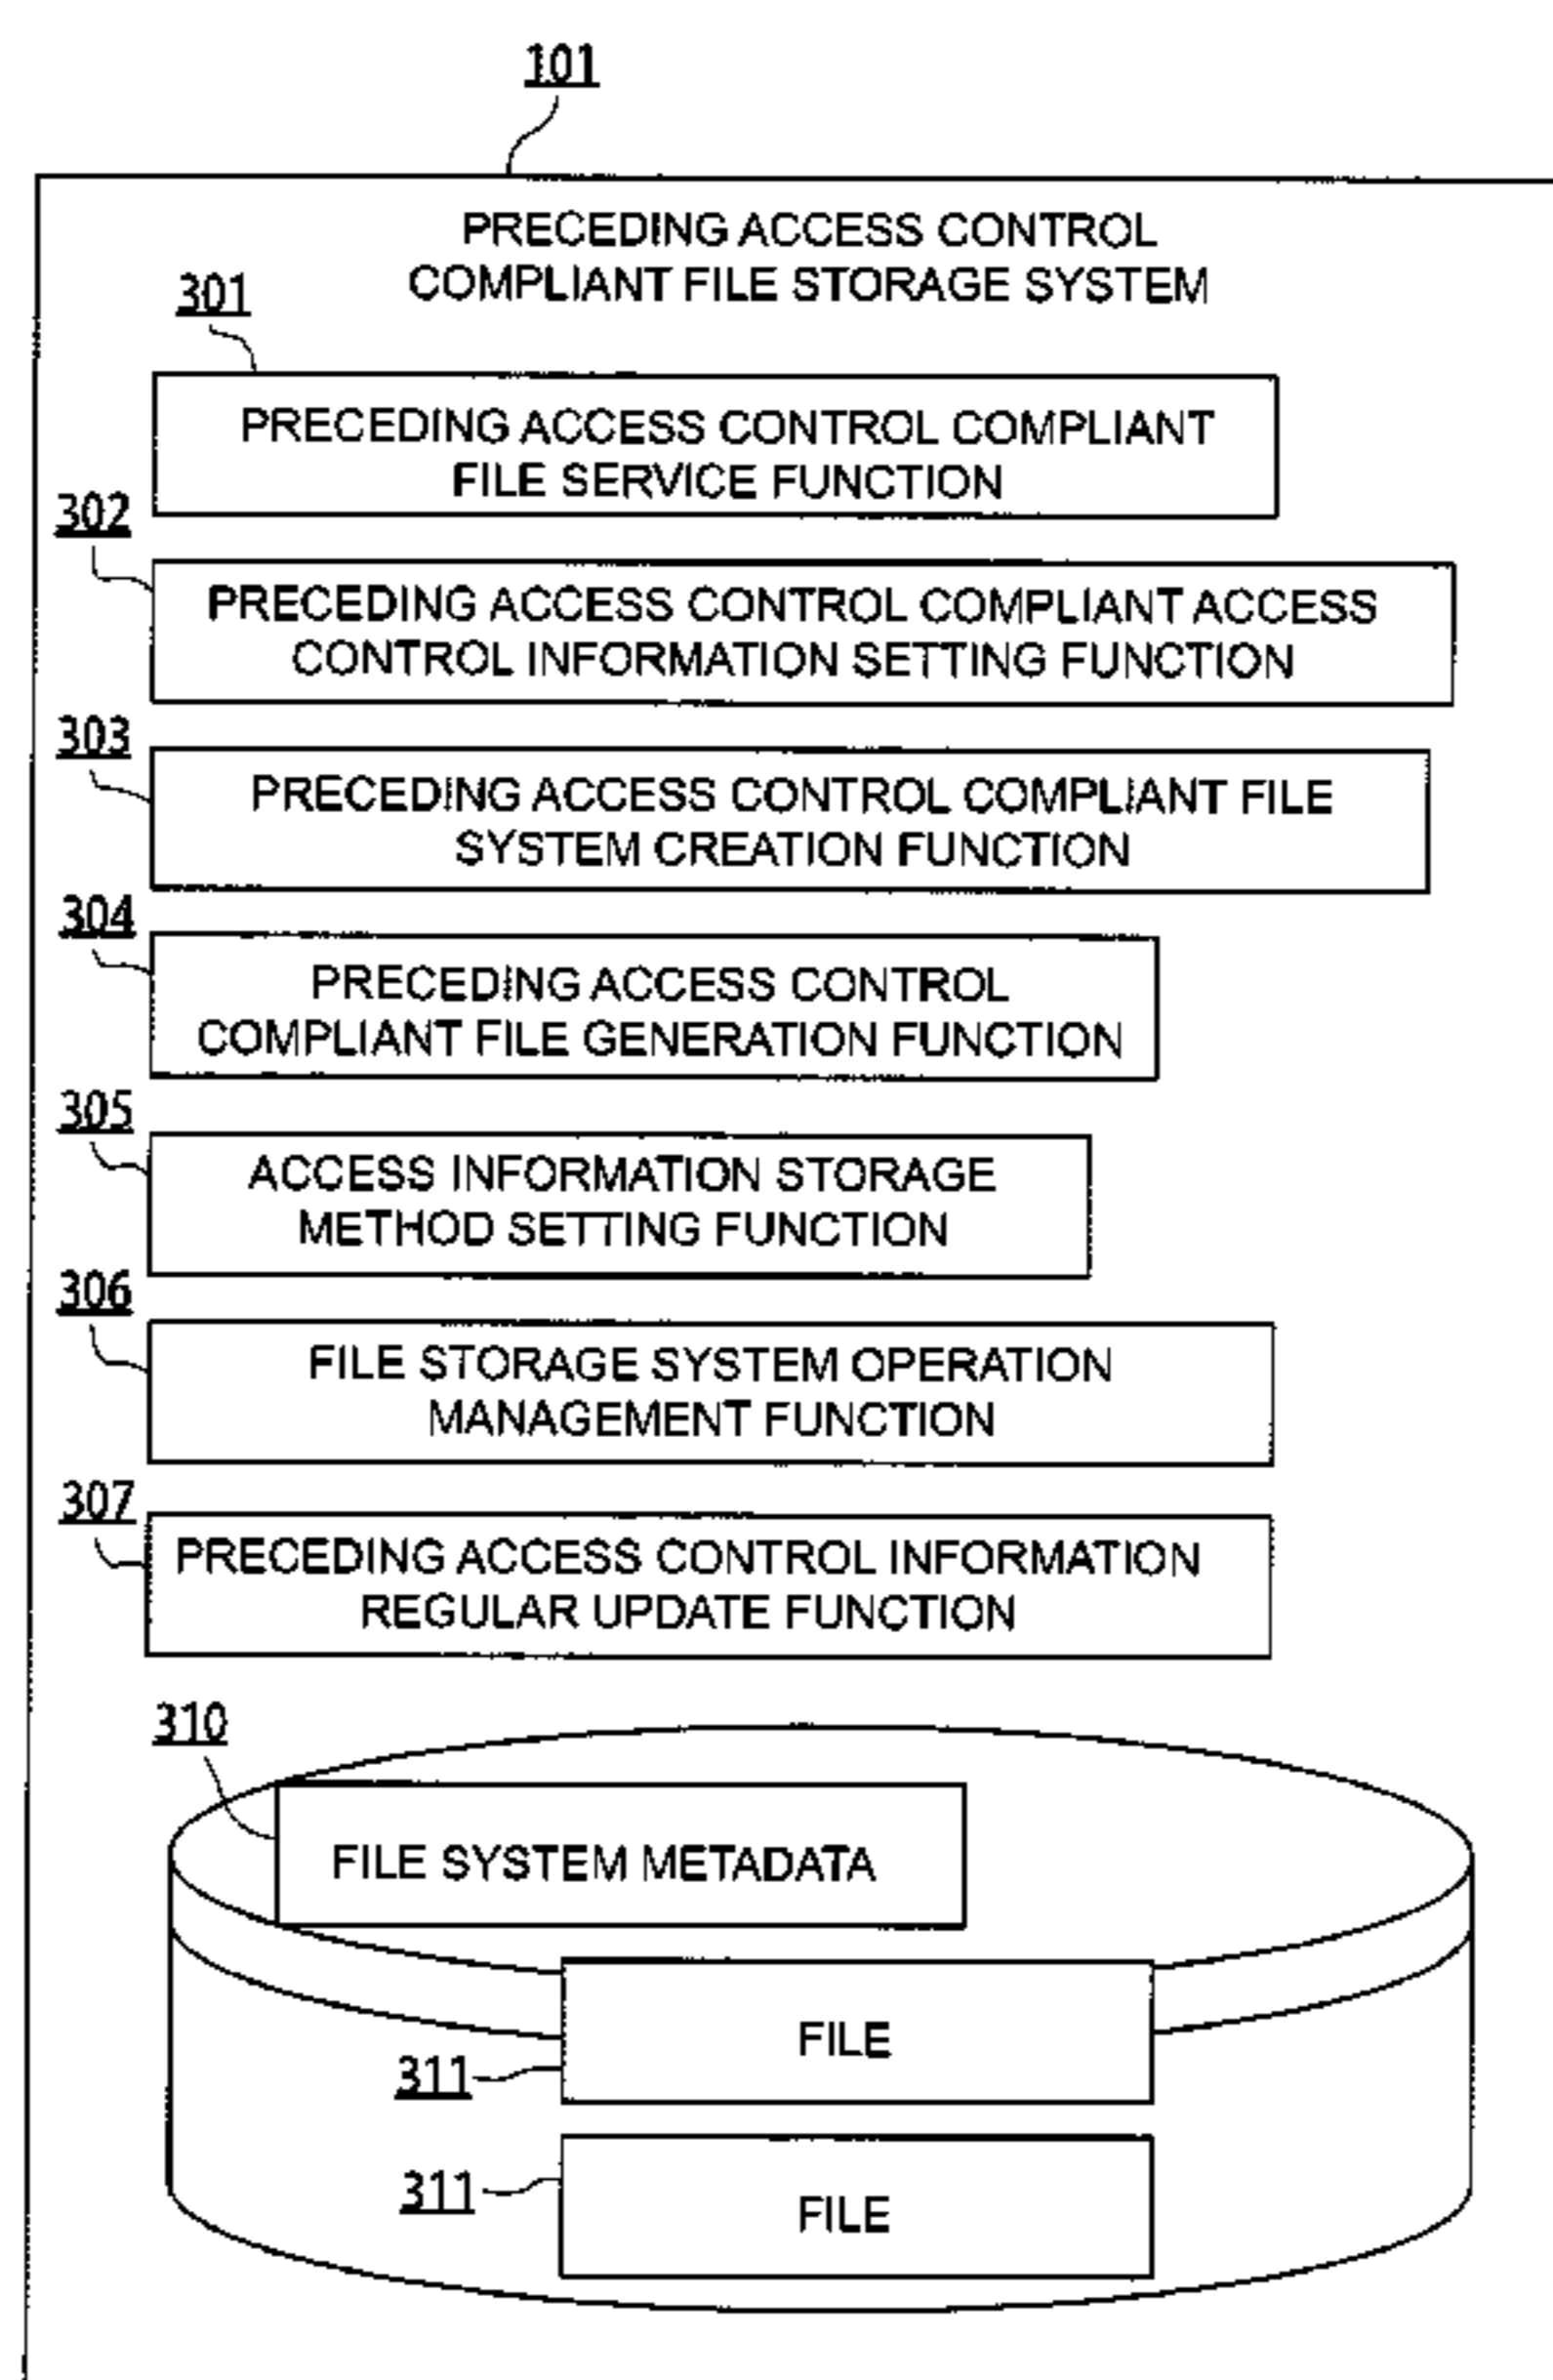 101
PRECEDING ACCESS CONTROL
COMPLIANT FILE STORAGE SYSTEM
301
PRECEDING ACCESS CONTROL COMPLIANT
FILE SERVICE FUNCTION
302
PRECEDING ACCESS CONTROL COMPLIANT ACCESS
CONTROL INFORMATION SETTING FUNCTION
303
PRECEDING ACCESS CONTROL COMPLIANT FILE
SYSTEM CREATION FUNCTION
304
PRECEDING ACCESS CONTROL
COMPLIANT FILE GENERATION FUNCTION
305
ACCESS INFORMATION STORAGE
METHOD SETTING FUNCTION
306
FILE STORAGE SYSTEM OPERATION
MANAGEMENT FUNCTION
307
PRECEDING ACCESS CONTROL INFORMATION
REGULAR UPDATE FUNCTION
310
FILE SYSTEM METADATA
FILE
311
FILE
311